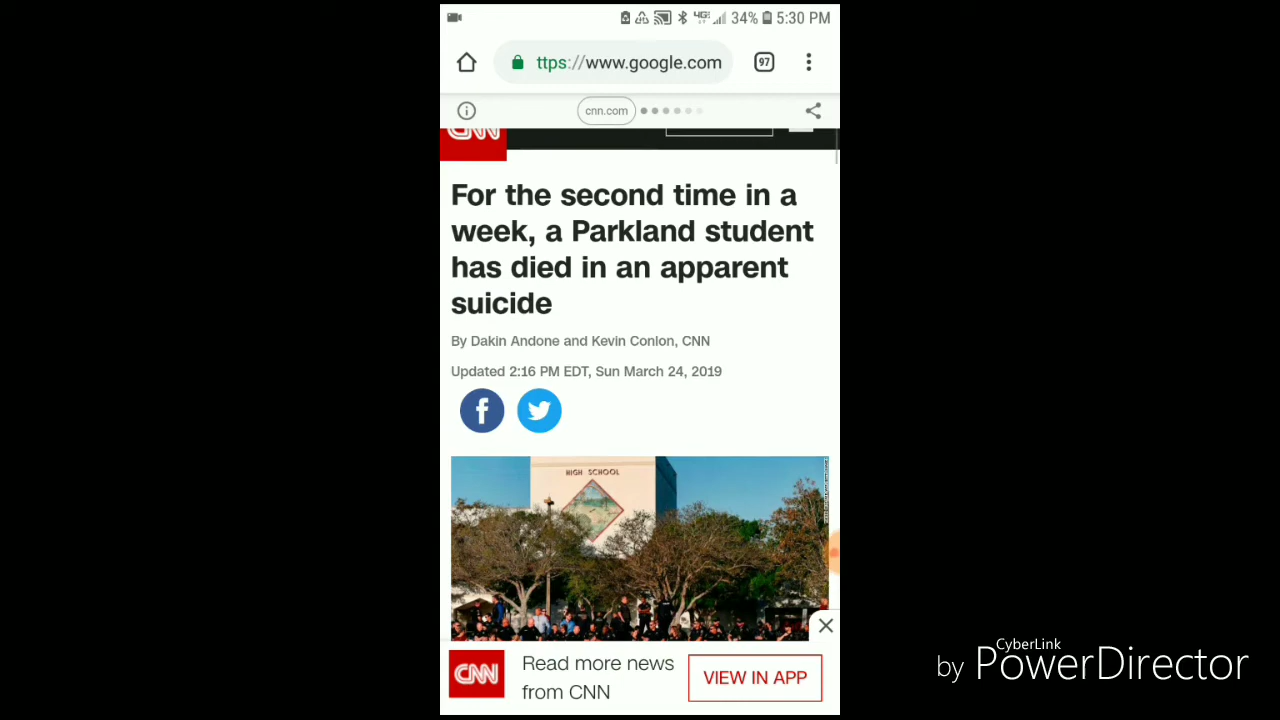 34% 5:30 PM
ttps://www.google.com
97
cnn.com
CNN
For the second time in a
week, a Parkland student
has died in an apparent
suicide
By Dakin Andone and Kevin Conlon, CNN
Updated 2:16 PM EDT, Sun March 24, 2019
HIGH SCHOOL
CNN
Read more news
from CNN
VIEW IN APP
CyberLink
by PowerDirector